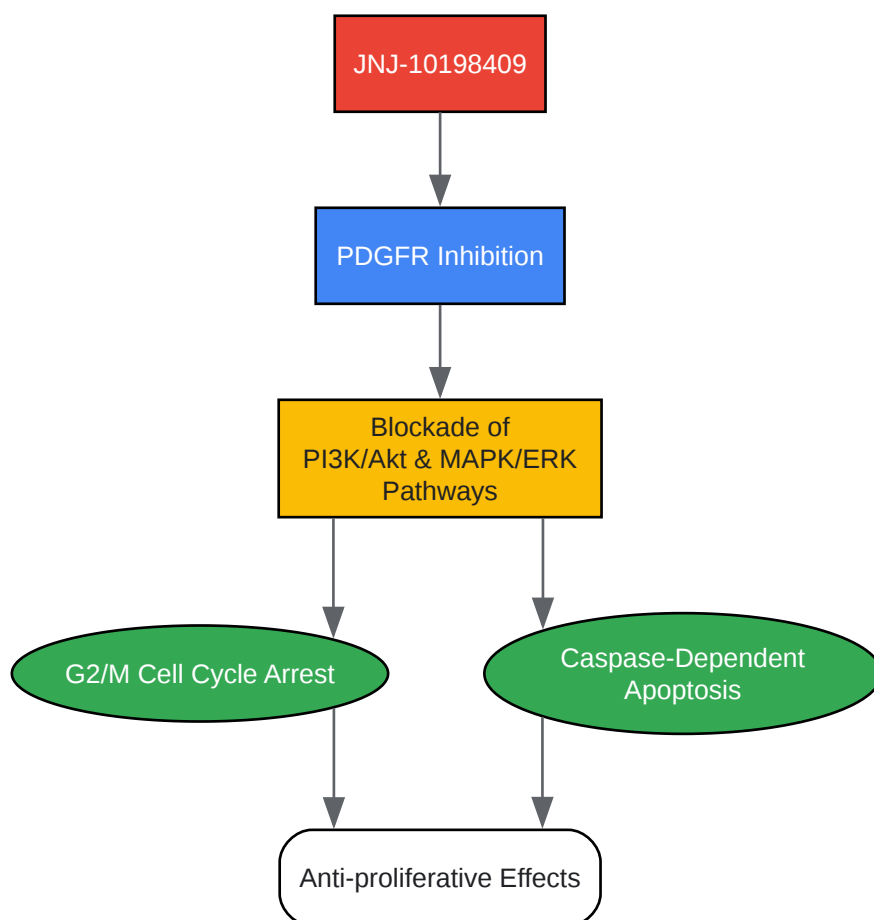 JNJ-10198409
PDGFR Inhibition
Blockade of
PI3K/Akt & MAPK/ERK
Pathways
G2/M Cell Cycle Arrest
Caspase-Dependent
Apoptosis
Anti-proliferative Effects